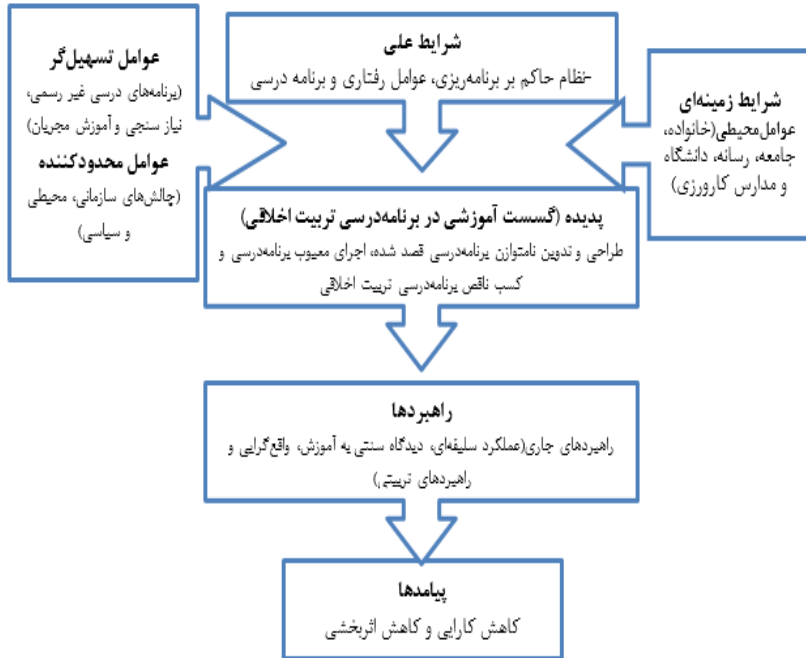 شرایط علی
-نظام حاکم بر برنامه‌ریزی، عوامل رفتاری و برنامه درسی
شرایط زمینه‌ای
عوامل‌محیطی(خانواده،
جامعه، رسانه، دانشگاه
و مدارس کارورزی)
عوامل تسهیل‌گر
(برنامه‌های درسی غیر رسمی،
نیاز سنجی و آموزش مجریان)
عوامل محدودکننده
(چالش‌های سازمانی، محیطی
و سیاسی)
پدیده (گسست آموزشی در برنامه‌درسی تربیت اخلاقی)
طراحی و تدوین نامتوازن برنامه‌درسی قصد شده، اجرای معیوب برنامه‌درسی و
کسب ناقص برنامه‌درسی تربیت اخلاقی
راهبردها
راهبردهای جاری(عملکرد سلیقه‌ای، دیدگاه سنتی به آموزش، واقع‌گرایی و
راهبردهای تربیتی)
پیامدها
کاهش کارایی و کاهش اثربخشی